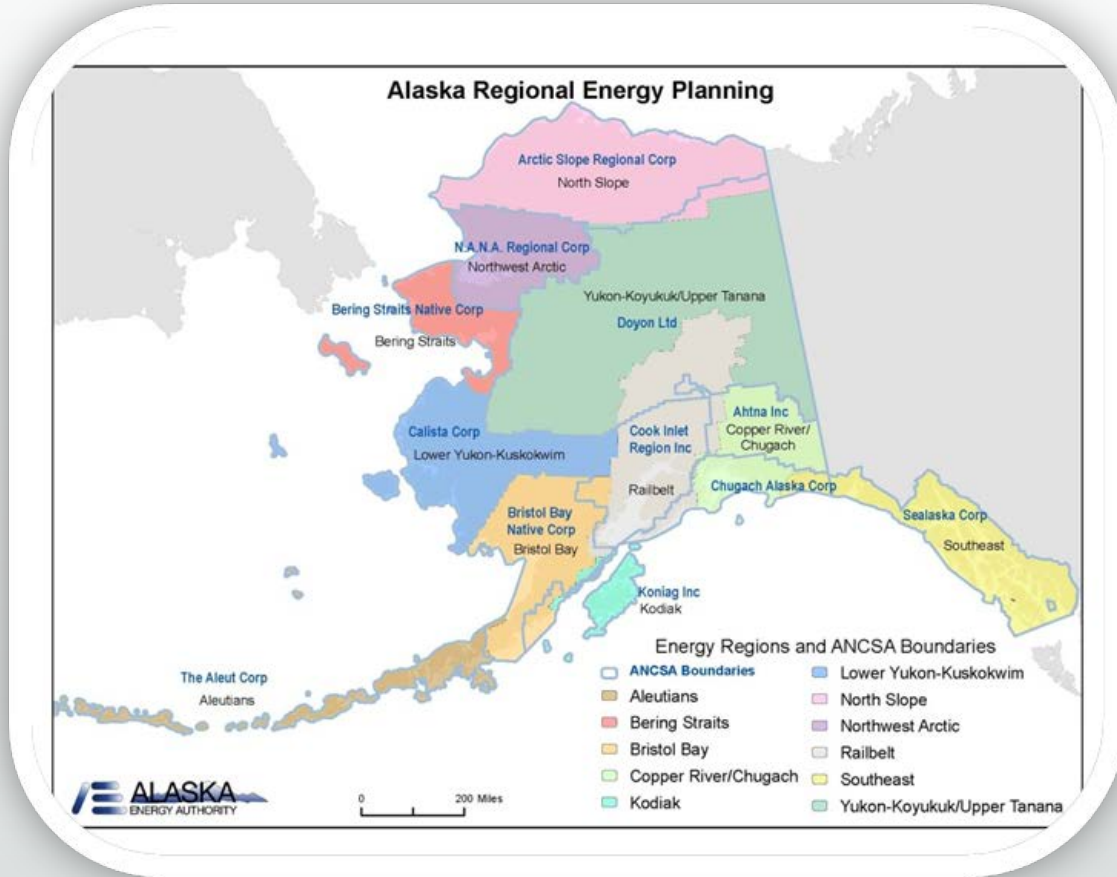 Alaska Regional Energy Planning
Arctic Slope Regional Corp
North Slope
N.A.N.A. Regional Corp
Northwest Arctic
Bering Straits Native Corp
Bering Straits
Yukon-Koyukuk/Upper Tanana
Doyon Ltd
Calista Corp
Lower Yukon-Kuskokwim
Cook Inlet
Region Inc
Railbelt
Ahtna Inc
Copper River/
Chugach
Chugach Alaska Corp
Sealaska Corp
Southeast
Bristol Bay
Native Corp
Bristol Bay
Koniag Inc
Kodiak
The Aleut Corp
Aleutians
Energy Regions and ANCSA Boundaries
ANCSA Boundaries
Aleutians
Bering Straits
Bristol Bay
Copper River/Chugach
Kodiak
Lower Yukon-Kuskokwim
North Slope
Northwest Arctic
Railbelt
Southeast
Yukon-Koyukuk/Upper Tanana
ALASKA
ENERGY AUTHORITY
0 200 Miles